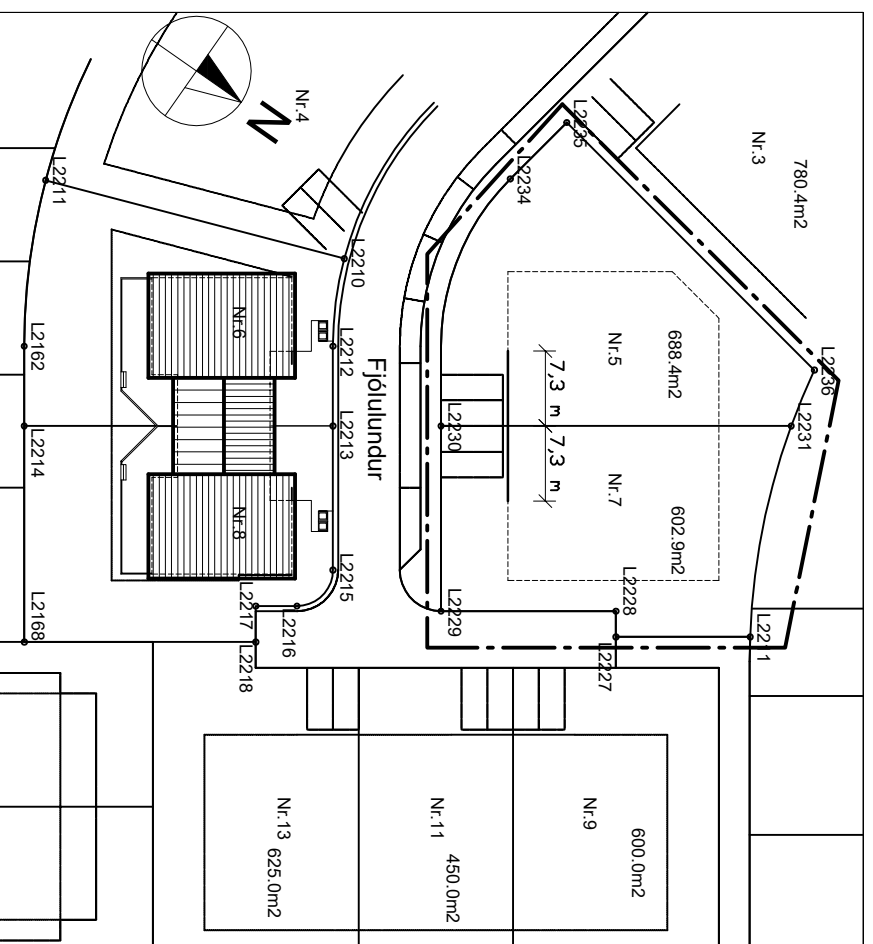 Nr.3
780.4m2
Nr.4
N
L2235
L2234
L2211
L2210
L2236
L2231
Nr.5
688.4m2
7,3 m
7,3 m
Nr.7
602.9m2
L2230
Fjólulundur
L2212
L2213
L2215
L2162
L2214
L2168
Nr.6
Nr.8
L2216
L2217
L2218
L2229
L2228
L2227
L2211
Nr.9
600.0m2
Nr.11
450.0m2
Nr.13
625.0m2